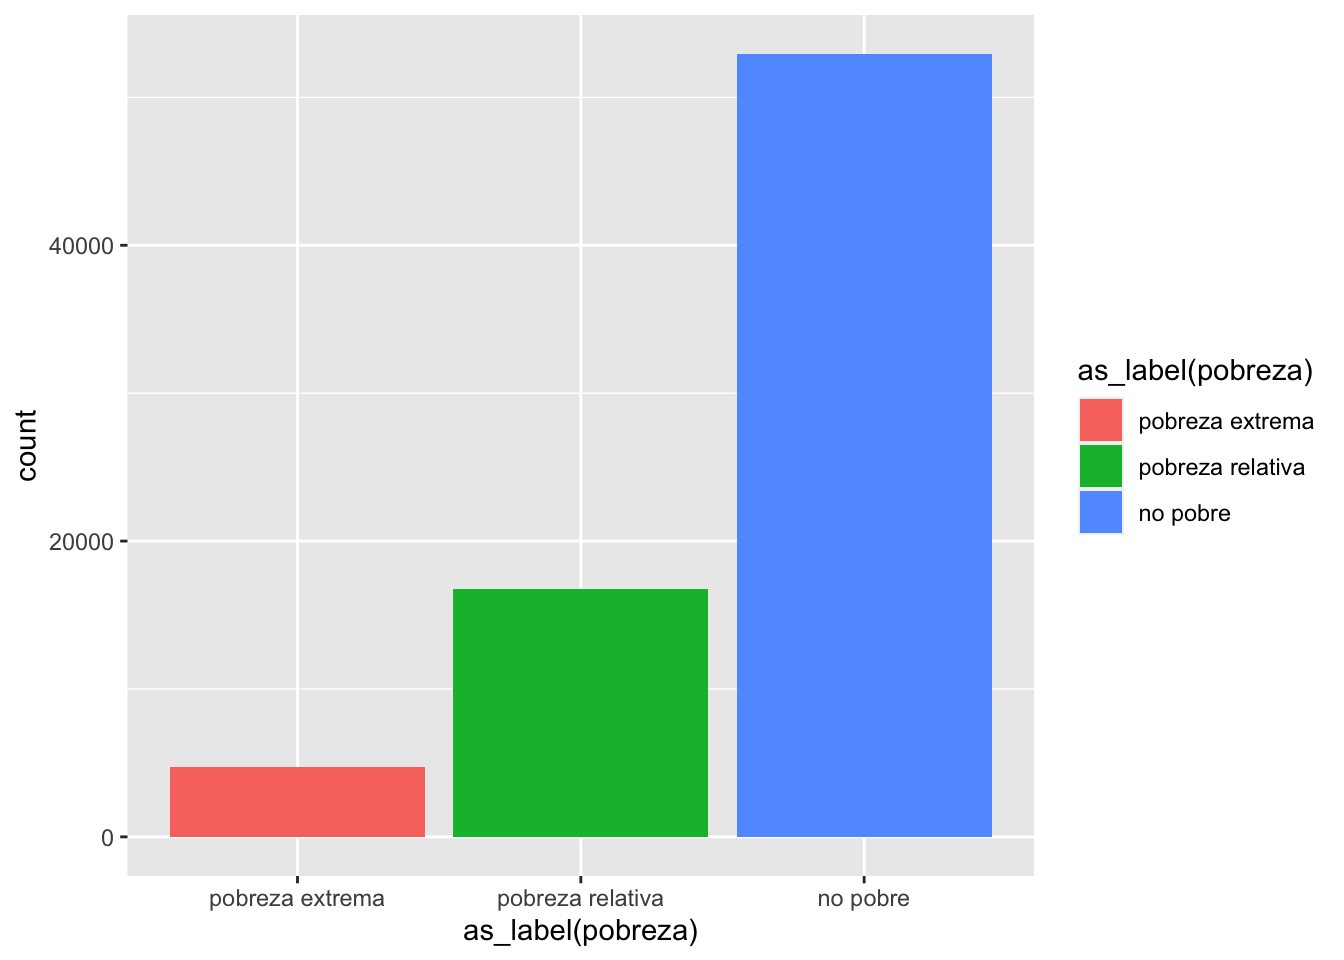 count
40000
20000
0
pobreza extrema
pobreza relativa
no pobre
as_label(pobreza)
as_label(pobreza)
pobreza extrema
pobreza relativa
no pobre